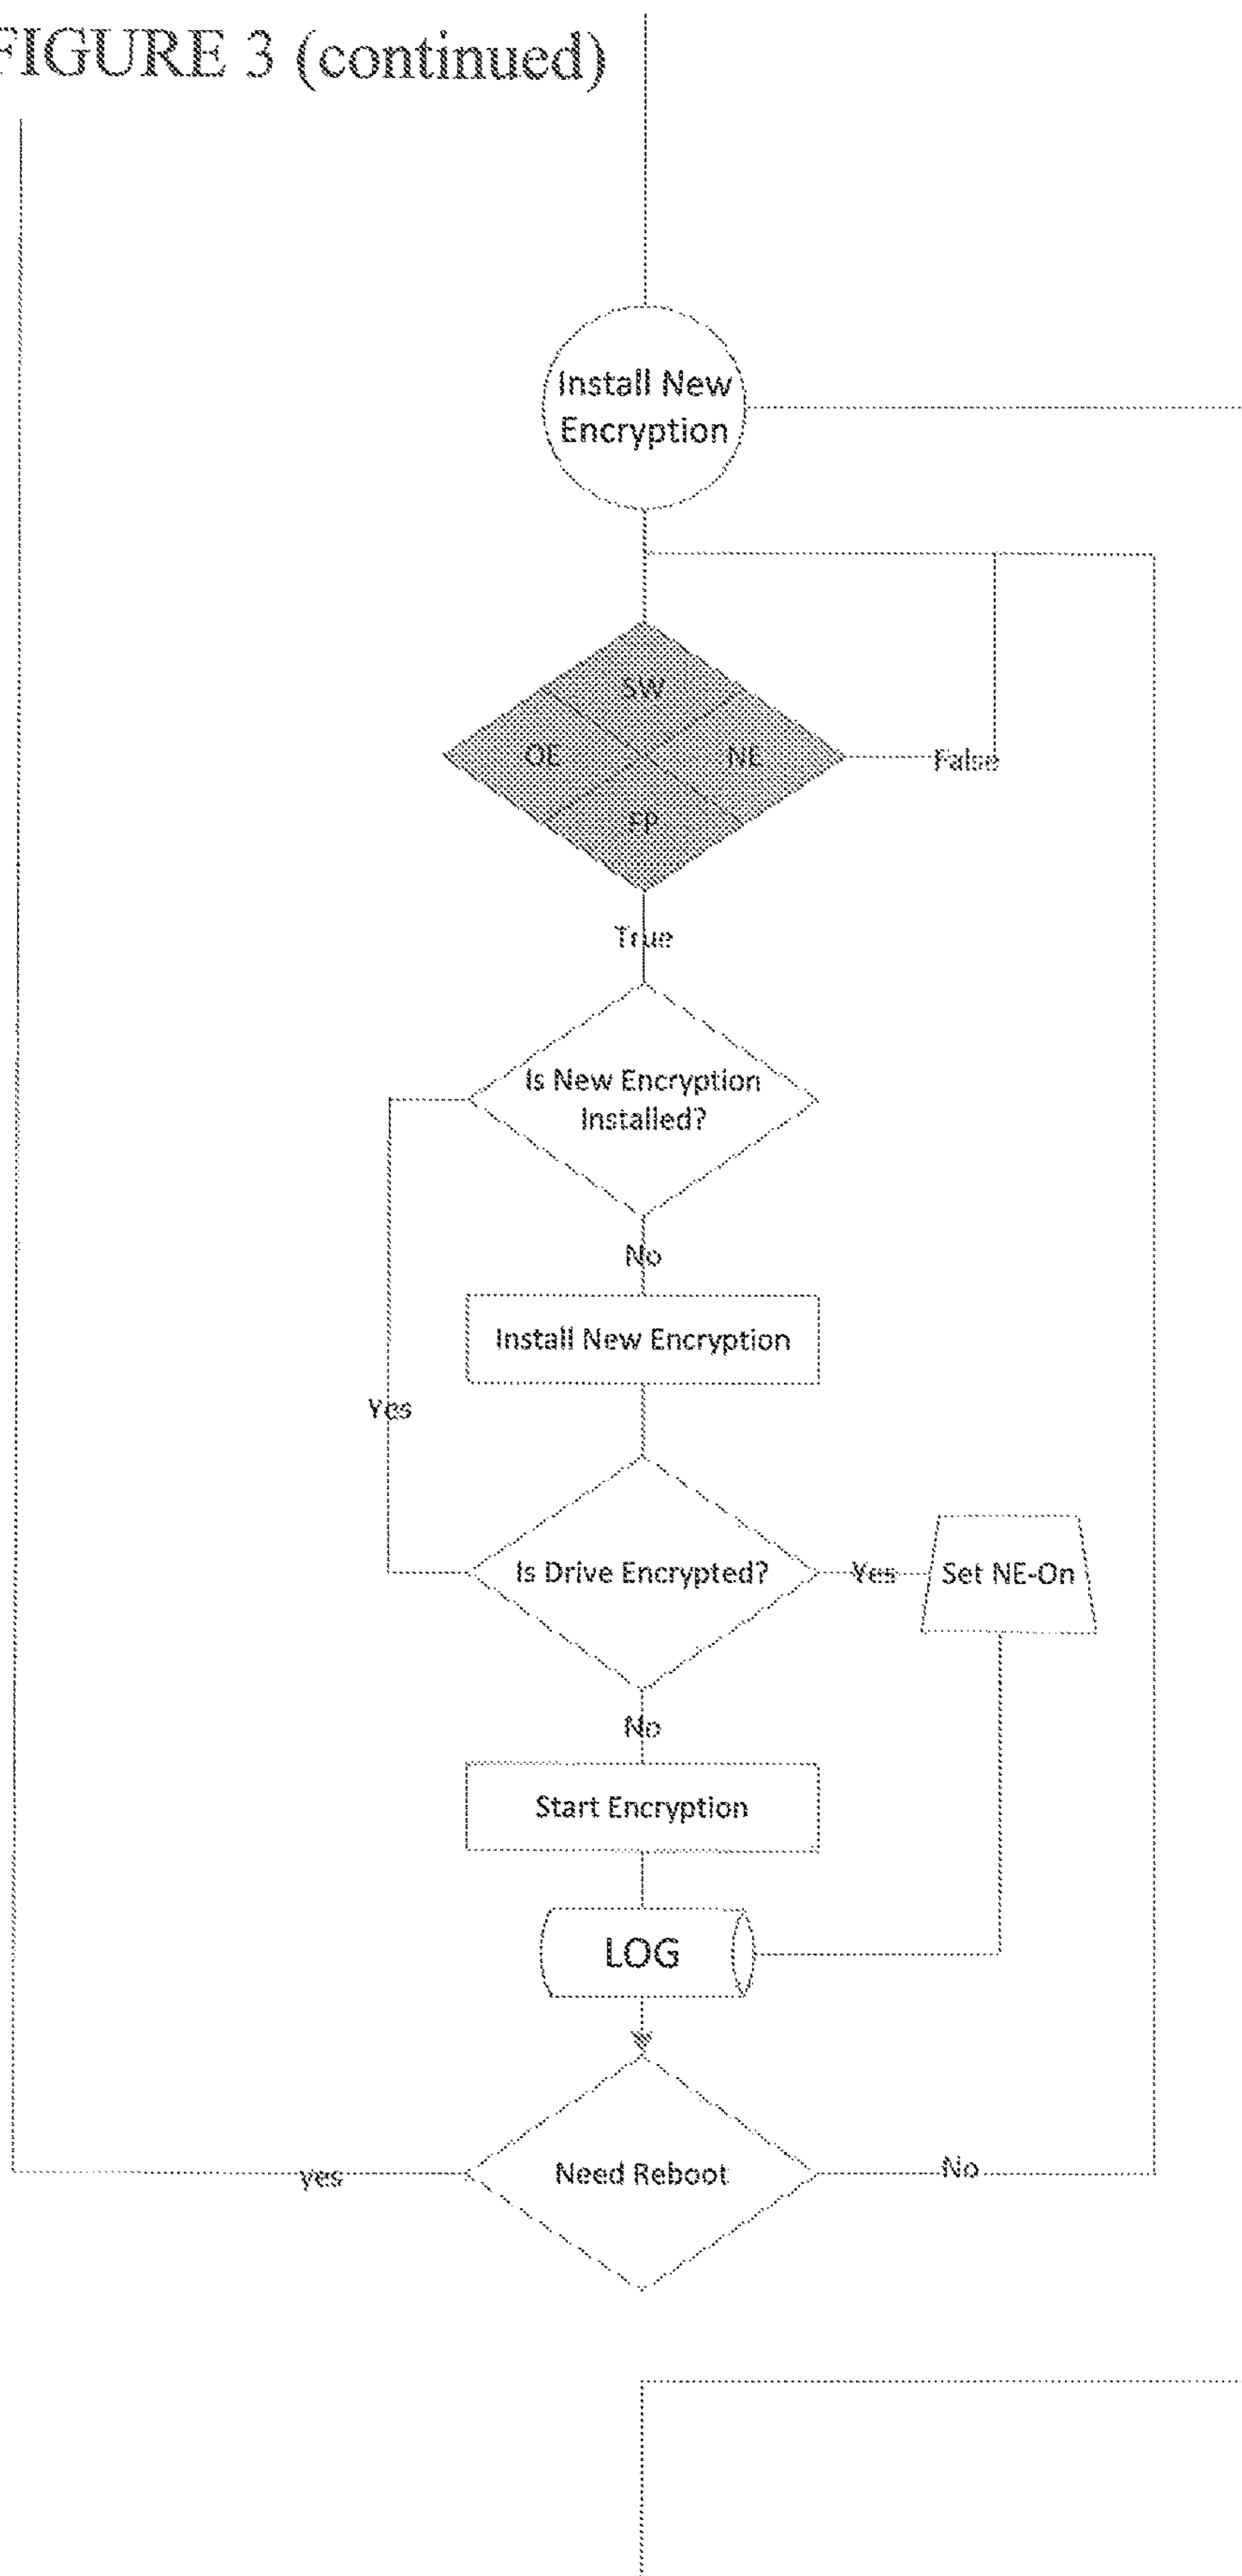 FIGURE 3 (continued)
Install New
Encryption
SW
OE
NE
FP
False
True
Is New Encryption
Installed?
No
Install New Encryption
Yes
Is Drive Encrypted?
Yes
Set NE-On
No
Start Encryption
LOG
Need Reboot
yes
No